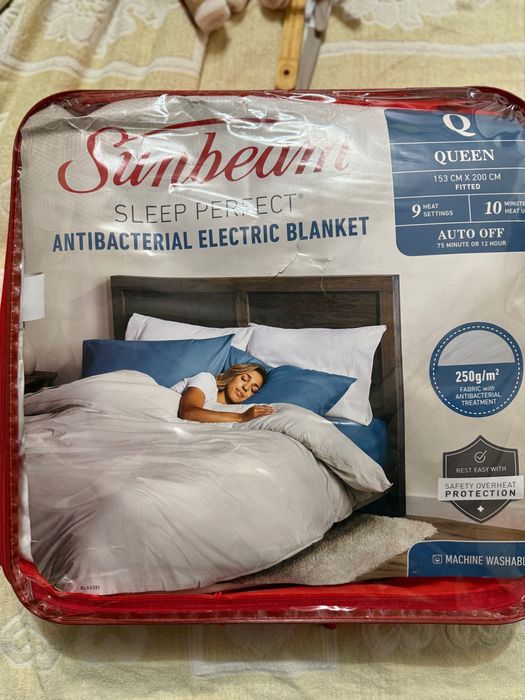 Sunbeam®
SLEEP PERFECT®
ANTIBACTERIAL ELECTRIC BLANKET
Q
QUEEN
153 CM X 200 CM
FITTED
9 HEAT
SETTINGS
10 MINUTE
HEAT
AUTO OFF
75 MINUTE OR 12 HOUR
250g/m²
FABRIC with
ANTIBACTERIAL
TREATMENT
REST EASY WITH
SAFETY OVERHEAT
PROTECTION
MACHINE WASHABL
BLA5351